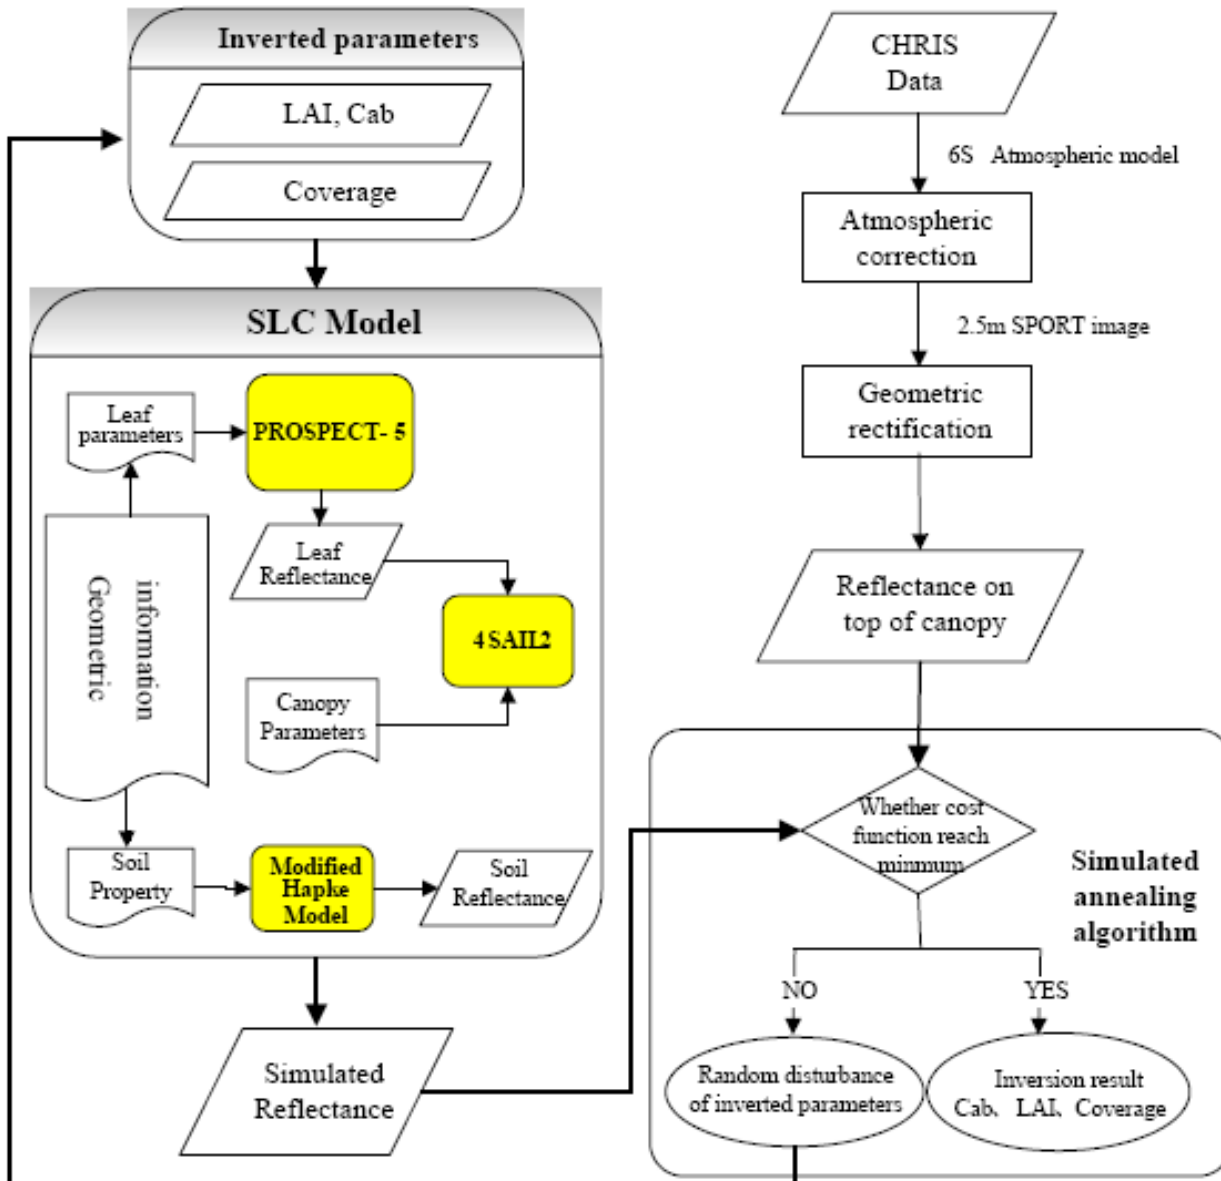 Inverted parameters
LAI, Cab
Coverage
SLC Model
Leaf
parameters
PROSPECT- 5
Leaf
Reflectance
Geometric
information
4SAIL2
Canopy
Parameters
Soil
Property
Modified
Hapke
Model
Soil
Reflectance
Simulated
Reflectance
CHRIS
Data
6S Atmospheric model
Atmospheric
correction
2.5m SPORT image
Geometric
rectification
Reflectance on
top of canopy
Whether cost
function reach
minmum
Simulated
annealing
algorithm
NO
YES
Random disturbance
of inverted parameters
Inversion result
Cab、LAI、Coverage